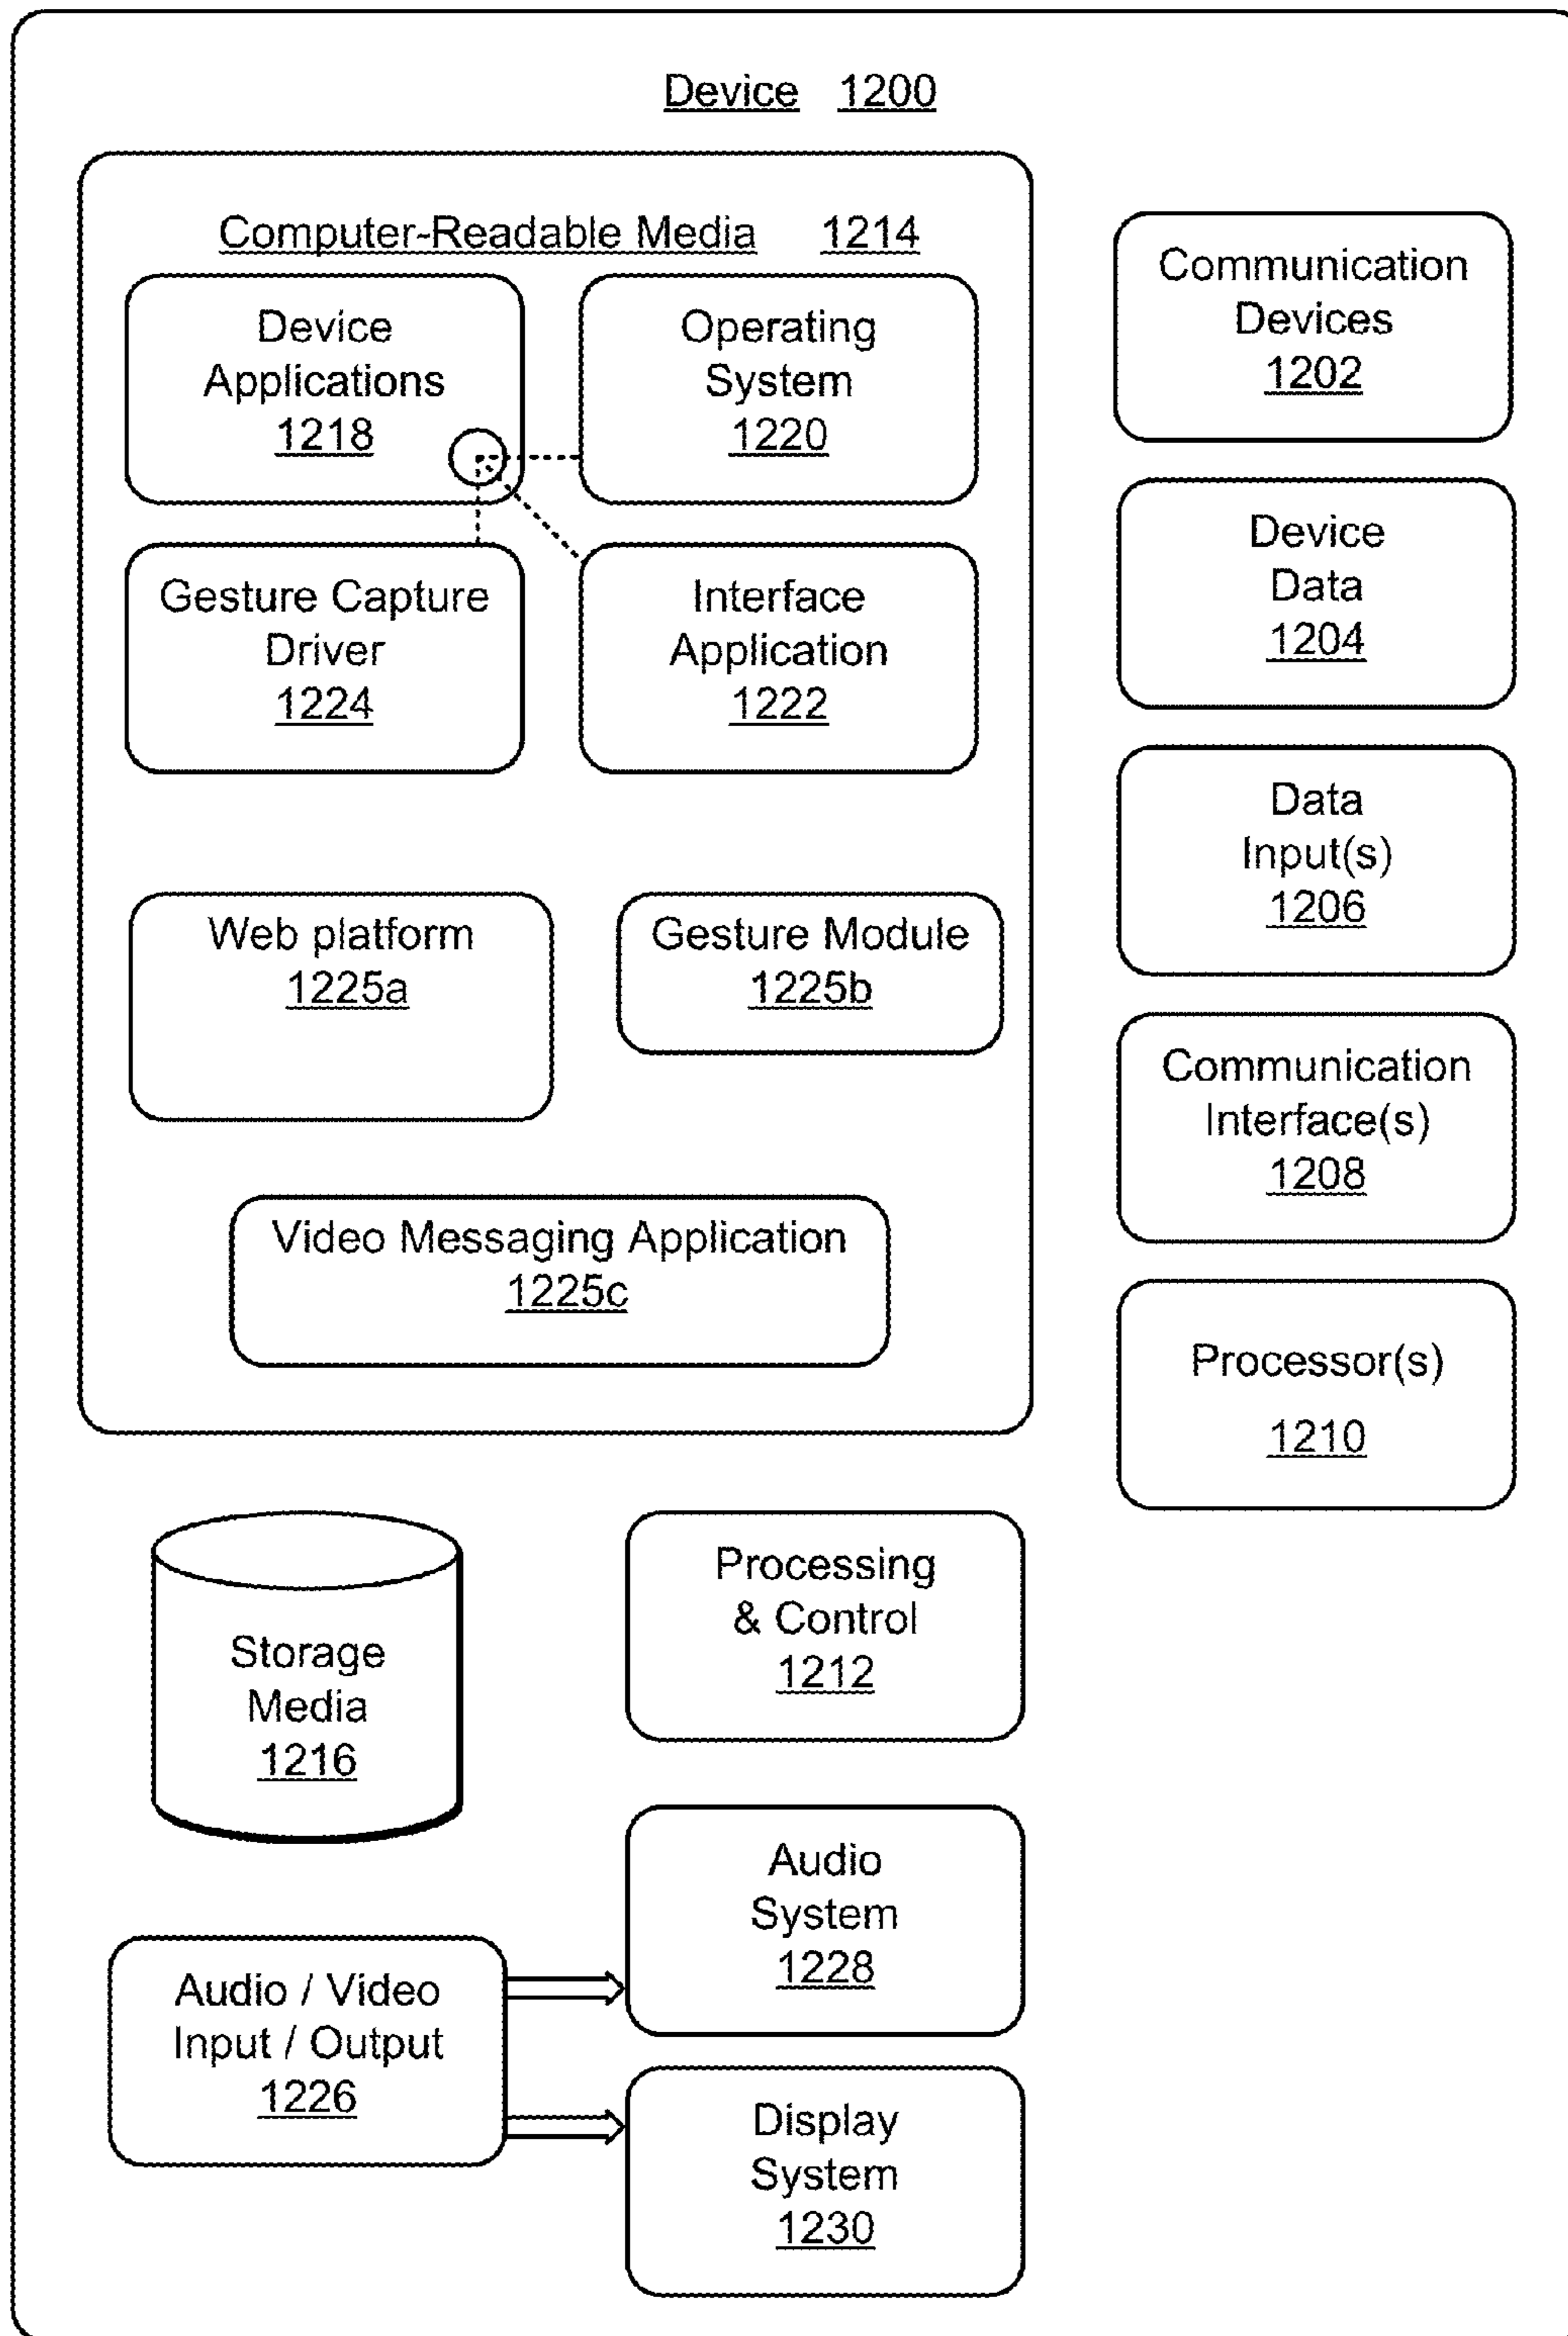 Device 1200
Computer-Readable Media 1214
Device
Applications
1218
Operating
System
1220
Gesture Capture
Driver
1224
Interface
Application
1222
Web platform
1225a
Gesture Module
1225b
Video Messaging Application
1225c
Communication
Devices
1202
Device
Data
1204
Data
Input(s)
1206
Communication
Interface(s)
1208
Processor(s)
1210
Storage
Media
1216
Processing
& Control
1212
Audio / Video
Input / Output
1226
Audio
System
1228
Display
System
1230